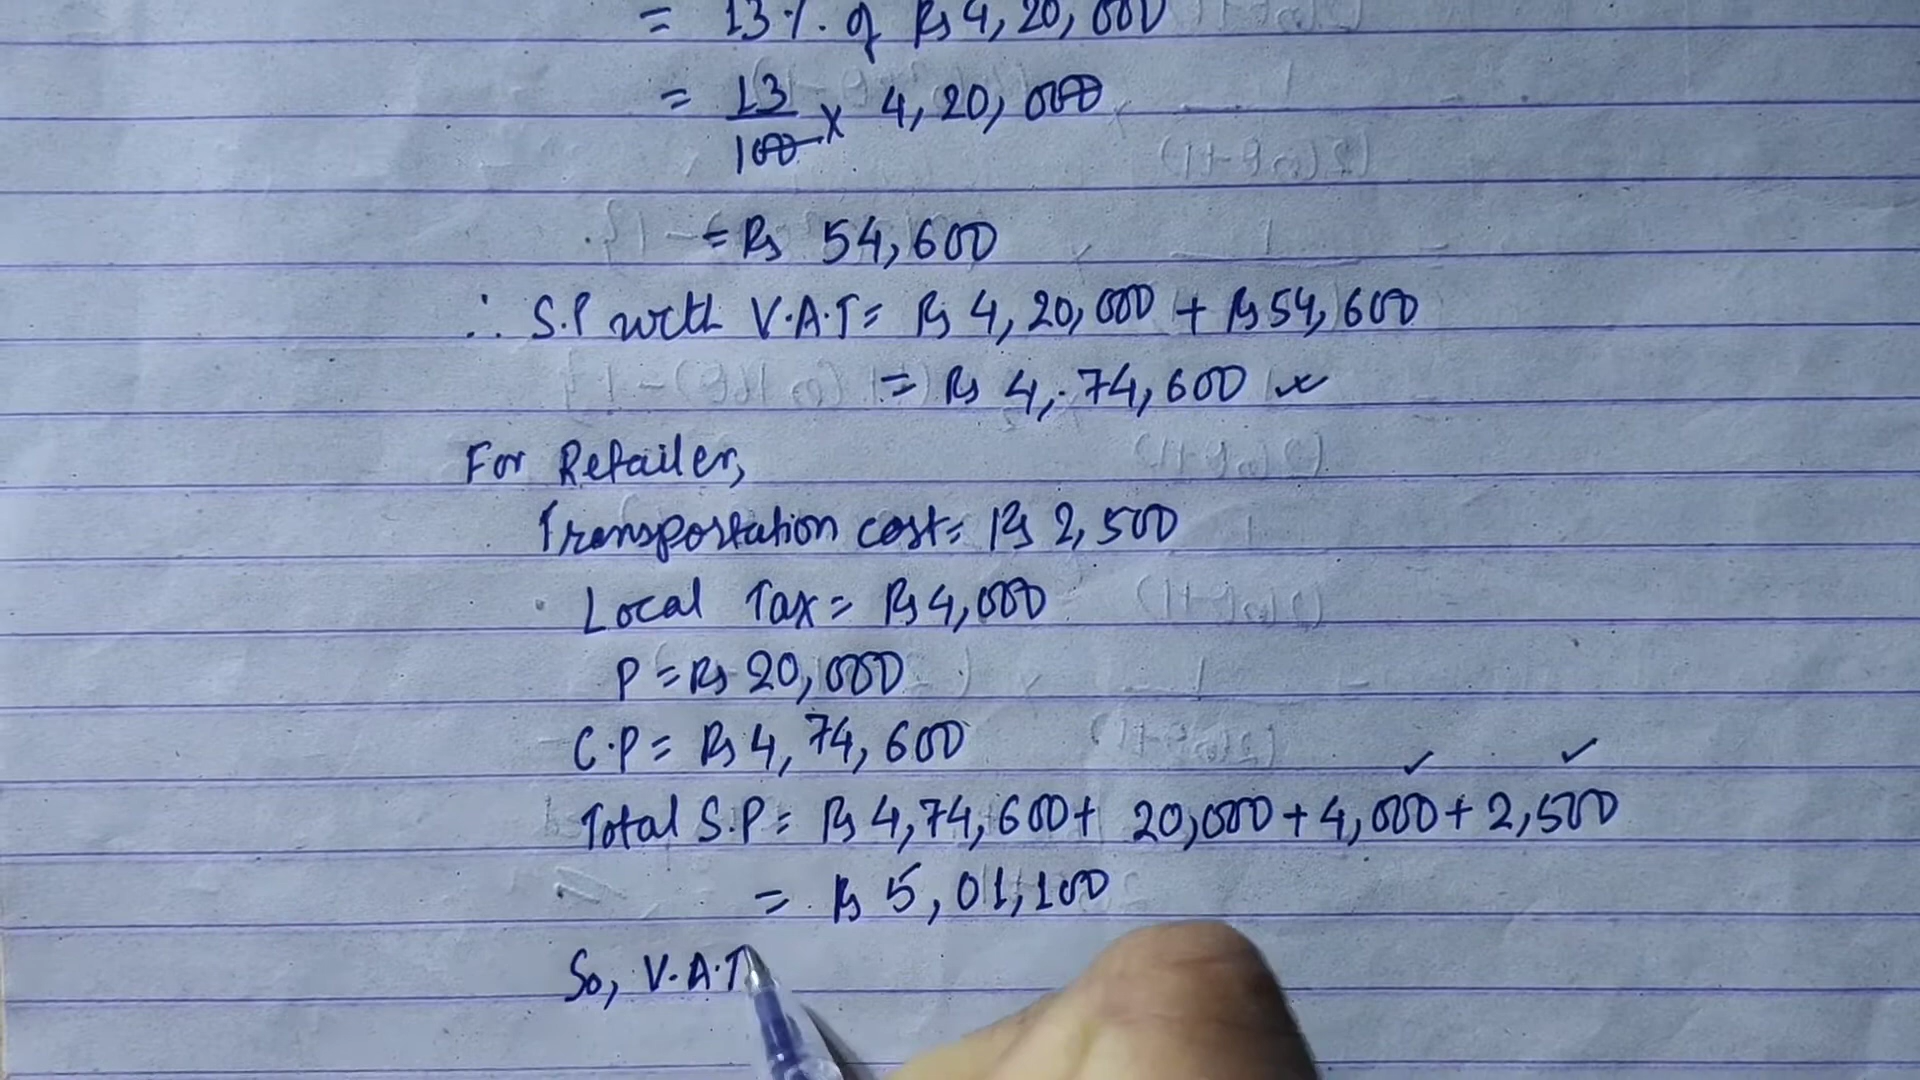 = 13%. of Rs 4, 20, 000
= 13/100 x 4, 20, 000
= Rs 54,600
∴ S.P with V.A.T = Rs 4, 20, 000 + Rs 54, 600
= Rs 4, 74, 600
For Retailer,
Transportation cost = Rs 2, 500
Local Tax = Rs 4,000
P = Rs 20,000
C.P = Rs 4, 74, 600
Total S.P = Rs 4,74,600 + 20,000 + 4,000 + 2,500
= Rs 5, 01, 100
So, V.A.T